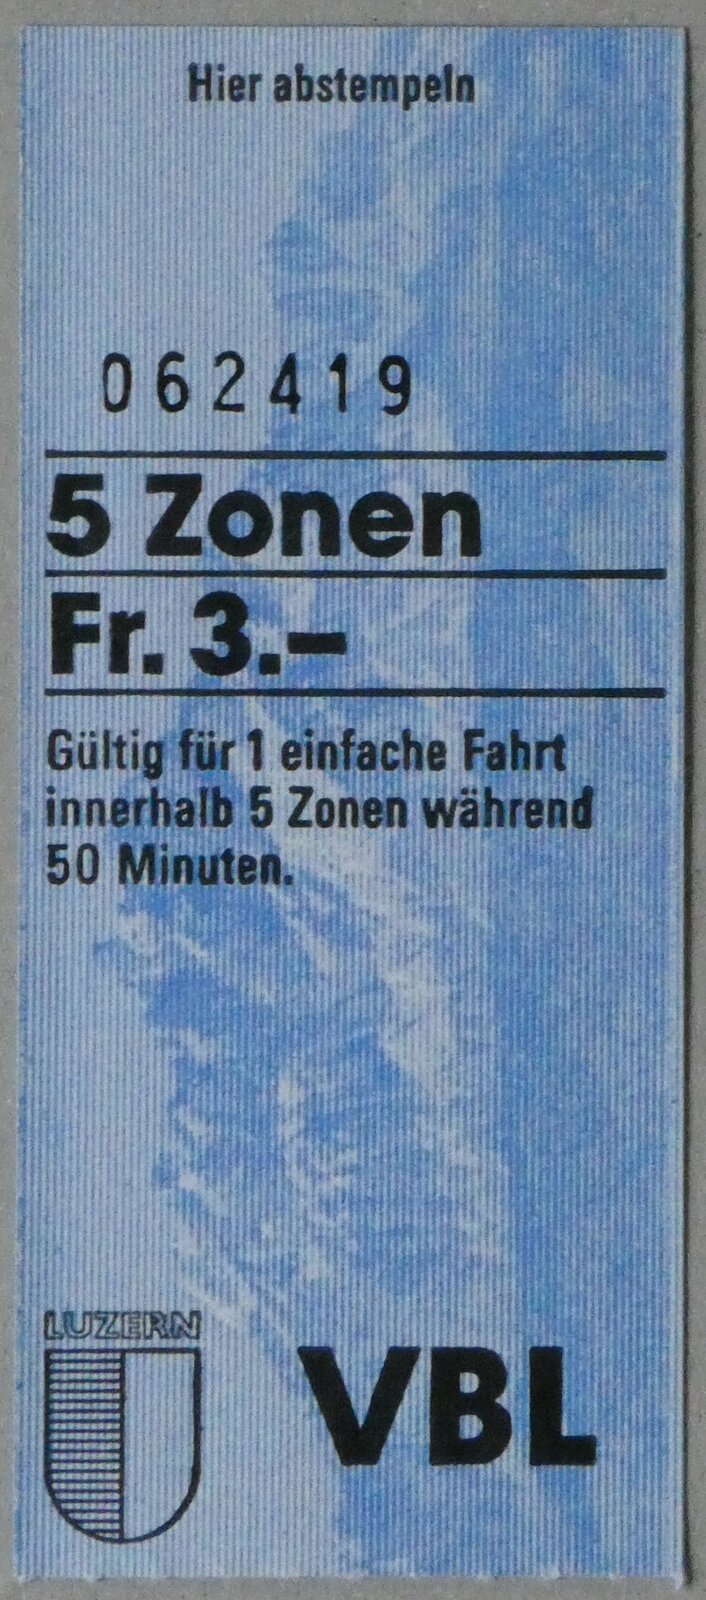 Hier abstempeln
062419
5 Zonen
Fr. 3.–
Gültig für 1 einfache Fahrt
innerhalb 5 Zonen während
50 Minuten.
LUZERN
VBL